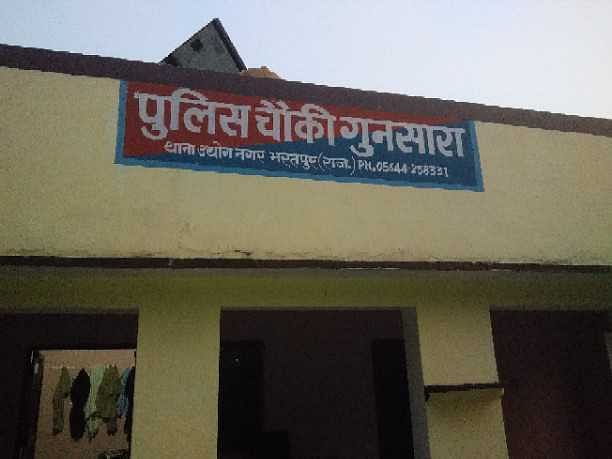 पुलिस चौकी गुनसारा
थाना उद्योग नगर भरतपुर (राज.) PH.05644-258331